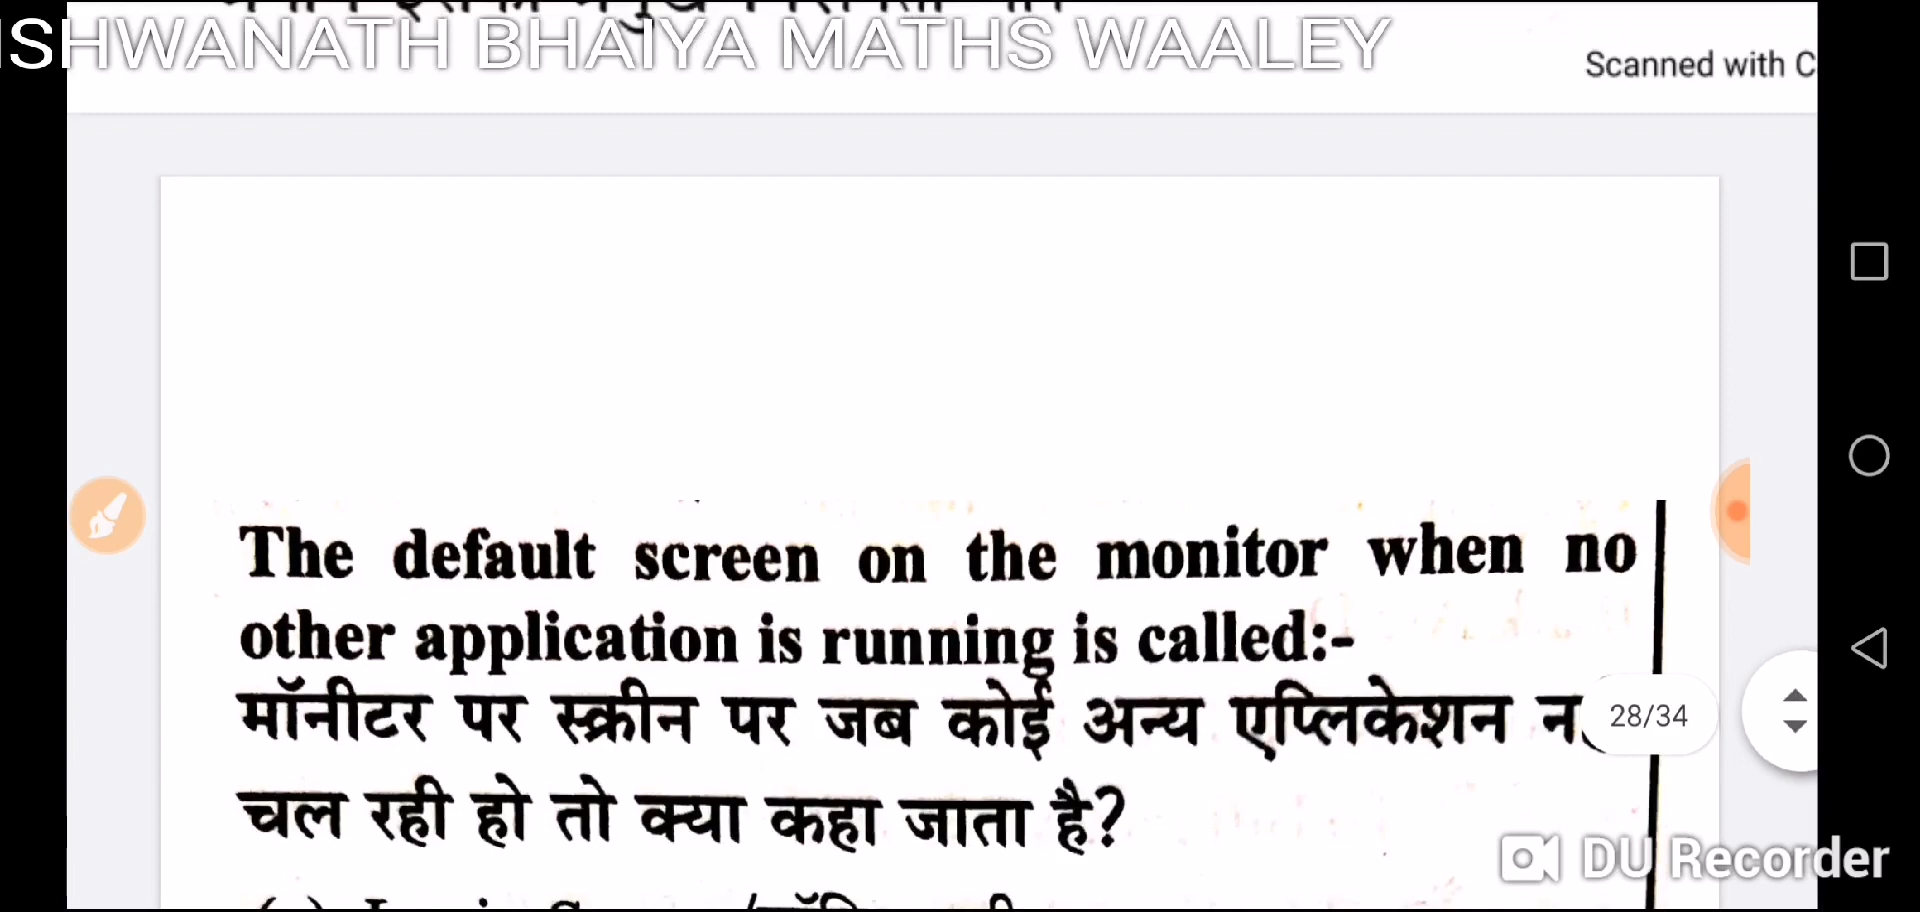 ISHWANATH BHAIYA MATHS WAALEY
Scanned with C
The default screen on the monitor when no
other application is running is called:-
मॉनीटर पर स्क्रीन पर जब कोई अन्य एप्लिकेशन न
28/34
चल रही हो तो क्या कहा जाता है?
DU Recorder